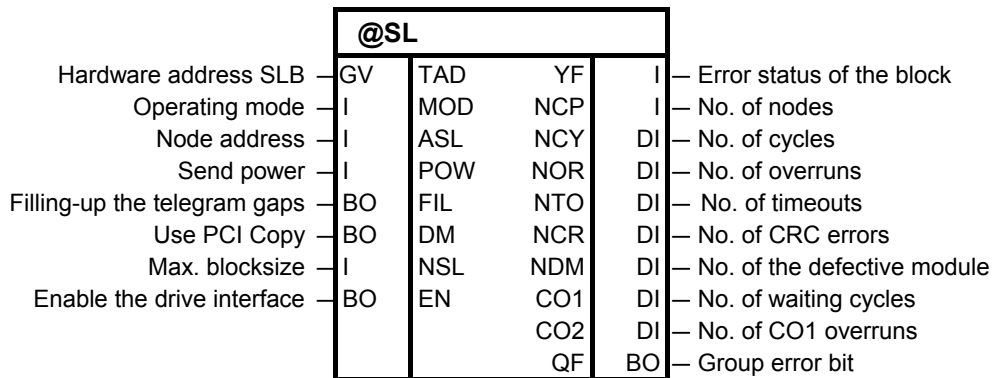 @SL
Hardware address SLB GV TAD YF I Error status of the block
Operating mode I MOD NCP I No. of nodes
Node address I ASL NCY DI No. of cycles
Send power I POW NOR DI No. of overruns
Filling-up the telegram gaps BO FIL NTO DI No. of timeouts
Use PCI Copy BO DM NCR DI No. of CRC errors
Max. blocksize I NSL NDM DI No. of the defective module
Enable the drive interface BO EN CO1 DI No. of waiting cycles
CO2 DI No. of CO1 overruns
QF BO Group error bit